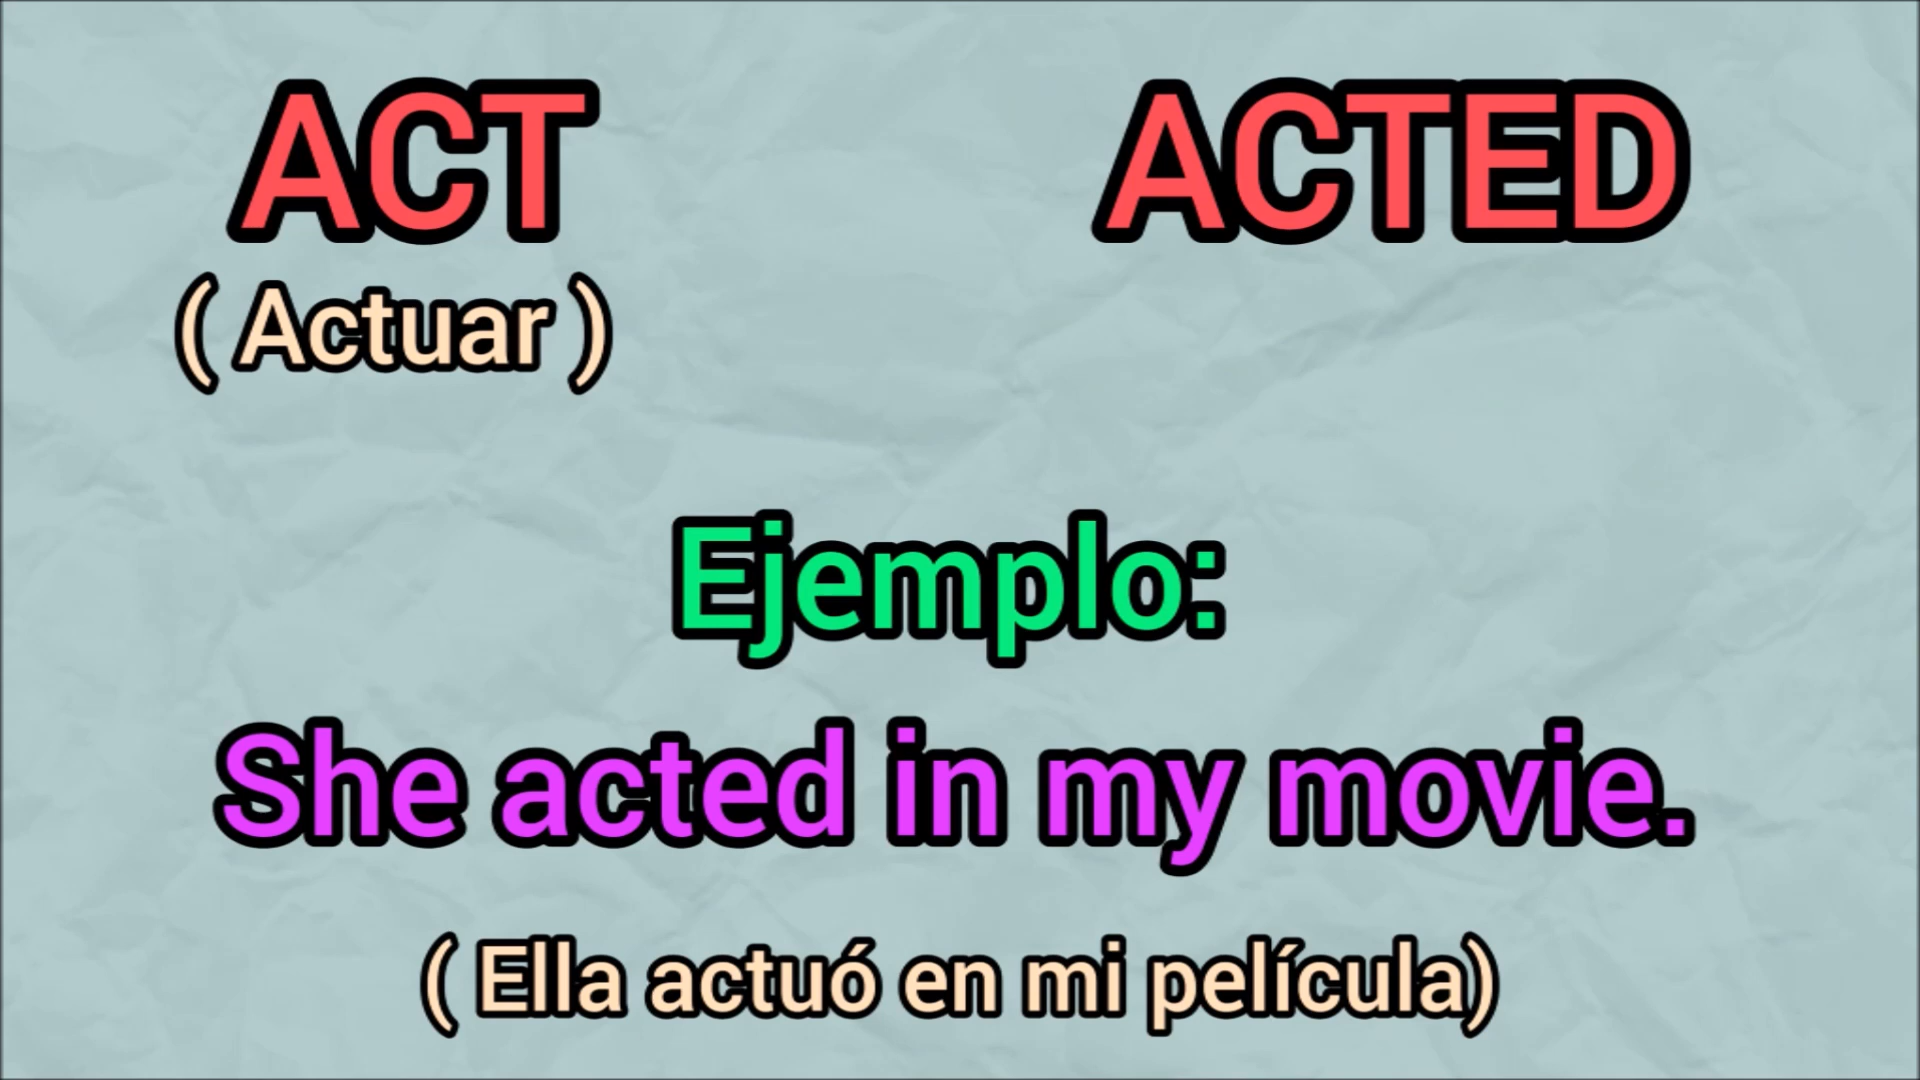 ACT ACTED
( Actuar )
Ejemplo:
She acted in my movie.
( Ella actuó en mi película)